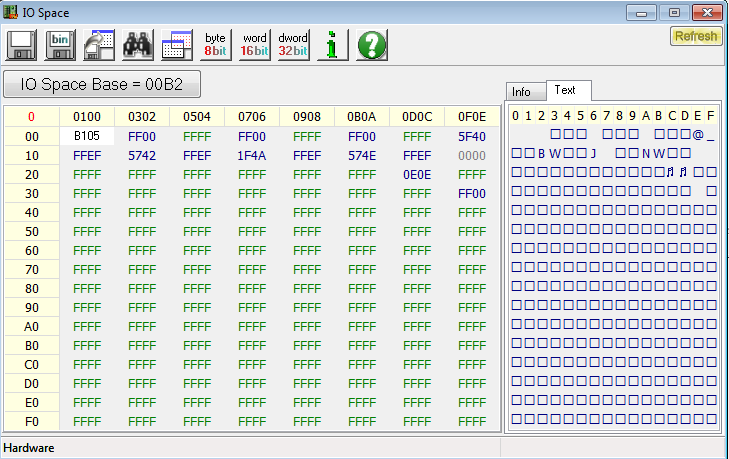 IO Space
bin
byte 8bit word 16bit dword 32bit i ?
Refresh
IO Space Base = 00B2
Info Text
0 0100 0302 0504 0706 0908 0B0A 0D0C 0F0E
00 B105 FF00 FFFF FF00 FFFF FF00 FFFF 5F40
10 FFEF 5742 FFEF 1F4A FFEF 574E FFEF 0000
20 FFFF FFFF FFFF FFFF FFFF FFFF 0E0E FFFF
30 FFFF FFFF FFFF FFFF FFFF FFFF FFFF FF00
40 FFFF FFFF FFFF FFFF FFFF FFFF FFFF FFFF
50 FFFF FFFF FFFF FFFF FFFF FFFF FFFF FFFF
60 FFFF FFFF FFFF FFFF FFFF FFFF FFFF FFFF
70 FFFF FFFF FFFF FFFF FFFF FFFF FFFF FFFF
80 FFFF FFFF FFFF FFFF FFFF FFFF FFFF FFFF
90 FFFF FFFF FFFF FFFF FFFF FFFF FFFF FFFF
A0 FFFF FFFF FFFF FFFF FFFF FFFF FFFF FFFF
B0 FFFF FFFF FFFF FFFF FFFF FFFF FFFF FFFF
C0 FFFF FFFF FFFF FFFF FFFF FFFF FFFF FFFF
D0 FFFF FFFF FFFF FFFF FFFF FFFF FFFF FFFF
E0 FFFF FFFF FFFF FFFF FFFF FFFF FFFF FFFF
F0 FFFF FFFF FFFF FFFF FFFF FFFF FFFF FFFF
0 1 2 3 4 5 6 7 8 9 A B C D E F
@ _
B W J N W
♬ ♬
Hardware